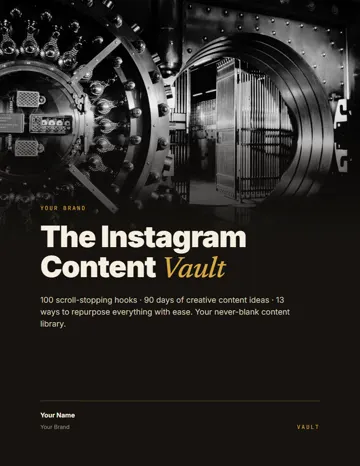 YOUR BRAND
The Instagram
Content Vault
100 scroll-stopping hooks · 90 days of creative content ideas · 13
ways to repurpose everything with ease. Your never-blank content
library.
Your Name
Your Brand
VAULT